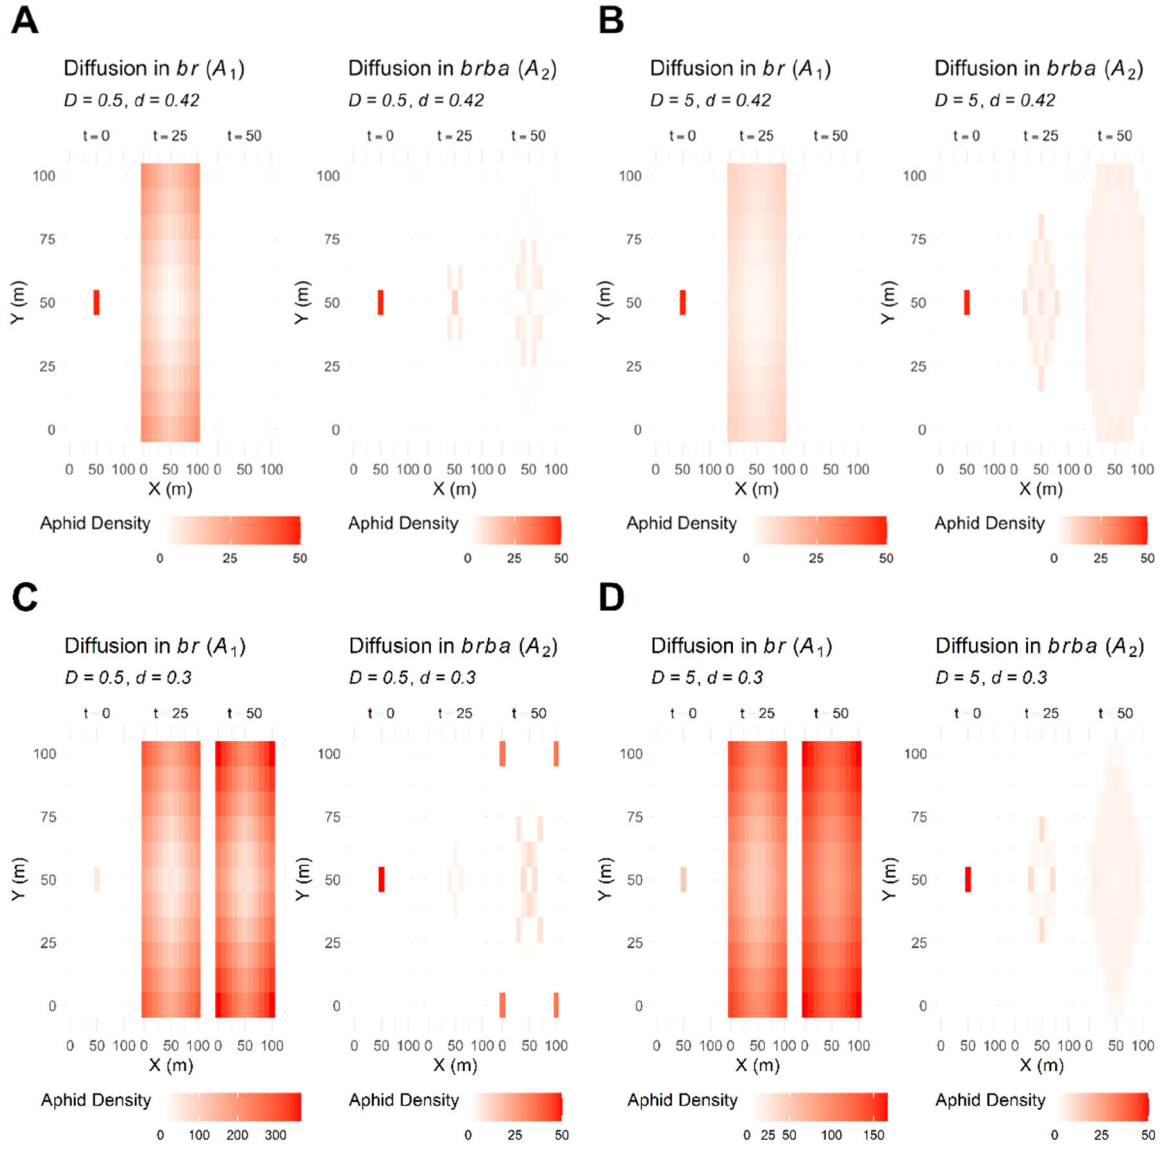 A
B
Diffusion in br (A1)
Diffusion in brba (A2)
Diffusion in br (A1)
Diffusion in brba (A2)
D = 0.5, d = 0.42
D = 0.5, d = 0.42
D = 5, d = 0.42
D = 5, d = 0.42
t = 0 t = 25 t = 50
t = 0 t = 25 t = 50
t = 0 t = 25 t = 50
t = 0 t = 25 t = 50
100 75 50 25 0
Y (m)
100 75 50 25 0
Y (m)
100 75 50 25 0
Y (m)
100 75 50 25 0
Y (m)
0 50 100 0 50 100 0 50 100
0 50 100 0 50 100 0 50 100
0 50 100 0 50 100 0 50 100
0 50 100 0 50 100 0 50 100
X (m)
X (m)
X (m)
X (m)
Aphid Density 0 25 50
Aphid Density 0 25 50
Aphid Density 0 25 50
Aphid Density 0 25 50
C
D
Diffusion in br (A1)
Diffusion in brba (A2)
Diffusion in br (A1)
Diffusion in brba (A2)
D = 0.5, d = 0.3
D = 0.5, d = 0.3
D = 5, d = 0.3
D = 5, d = 0.3
t – 0 t – 25 t – 50
t – 0 t – 25 t – 50
t – 0 t – 25 t – 50
t – 0 t – 25 t – 50
100 75 50 25 0
Y (m)
100 75 50 25 0
Y (m)
100 75 50 25 0
Y (m)
100 75 50 25 0
Y (m)
0 50 100 0 50 100 0 50 100
0 50 100 0 50 100 0 50 100
0 50 100 0 50 100 0 50 100
0 50 100 0 50 100 0 50 100
X (m)
X (m)
X (m)
X (m)
Aphid Density 0 100 200 300
Aphid Density 0 25 50
Aphid Density 0 25 50 100 150
Aphid Density 0 25 50